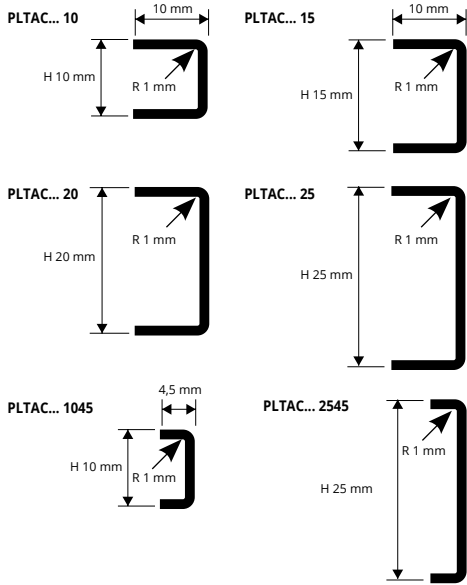 PLTAC... 10
10 mm
H 10 mm
R 1 mm
PLTAC... 15
10 mm
H 15 mm
R 1 mm
PLTAC... 20
H 20 mm
R 1 mm
PLTAC... 25
H 25 mm
R 1 mm
PLTAC... 1045
4,5 mm
H 10 mm
R 1 mm
PLTAC... 2545
H 25 mm
R 1 mm